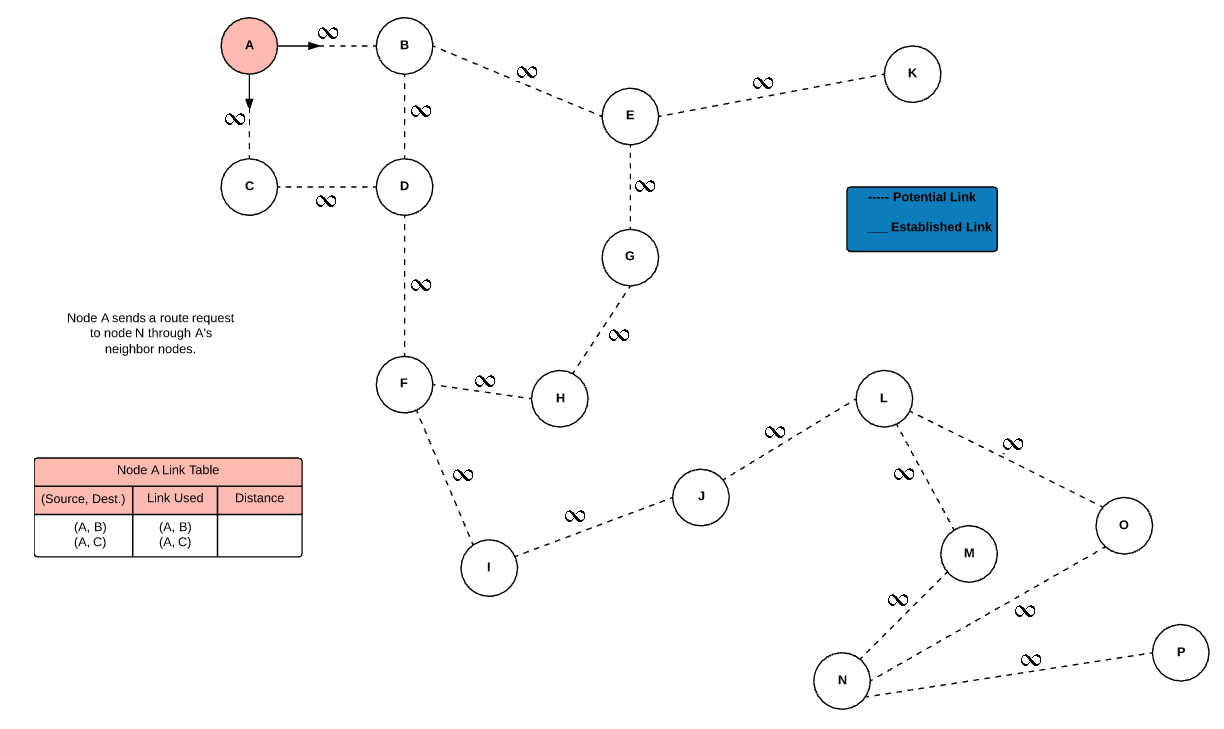 A
∞
B
∞
∞
K
E
∞
∞
C
∞
D
∞
----- Potential Link
___ Established Link
G
∞
Node A sends a route request
to node N through A's
neighbor nodes.
∞
F
∞
H
L
∞
∞
Node A Link Table
(Source, Dest.) Link Used Distance
(A, B) (A, B)
(A, C) (A, C)
∞
∞
J
∞
O
I
M
∞
∞
N
∞
P